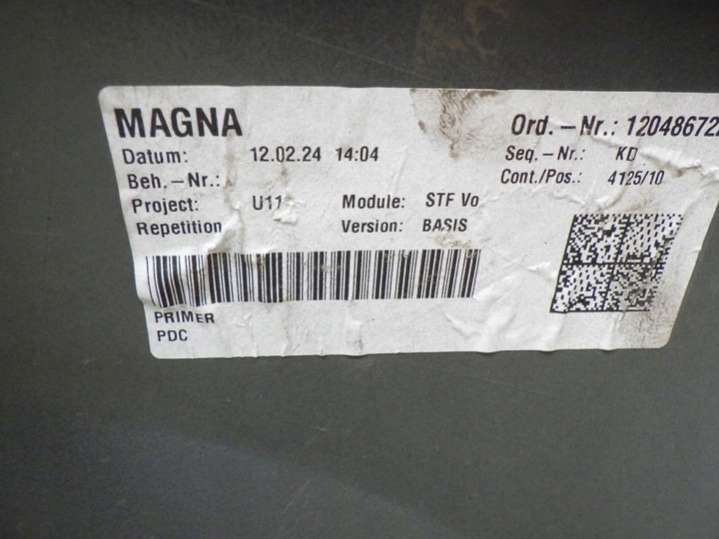 MAGNA
Ord. – Nr.: 12048672
Datum: 12.02.24 14:04
Seq. – Nr.: KD
Beh. – Nr.:
Cont./Pos.: 4125/10
Project: U11
Module: STF Vo
Repetition
Version: BASIS
PRIMER
PDC